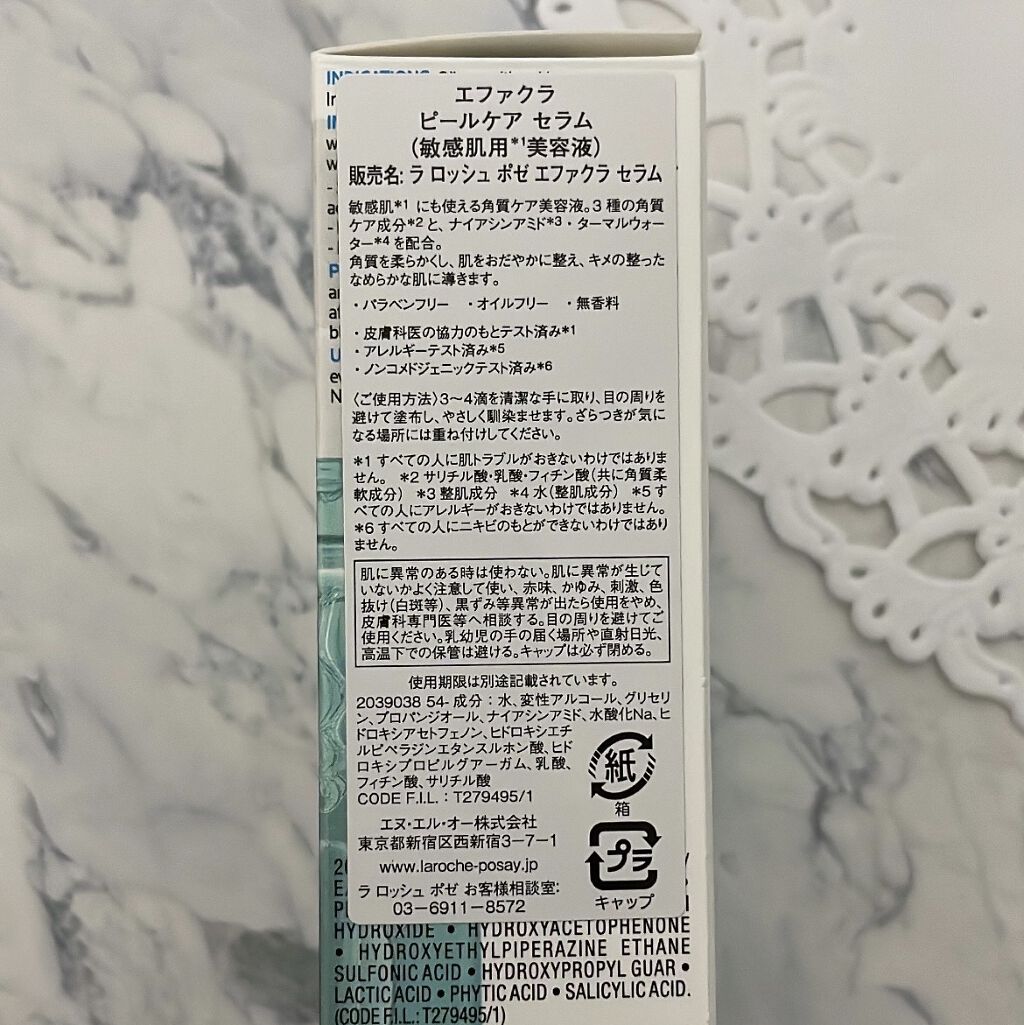 エファクラ
ピールケア セラム
(敏感肌用*1美容液)
販売名: ラ ロッシュ ポゼ エファクラ セラム
敏感肌*1 にも使える角質ケア美容液。3種の角質
ケア成分*2と、ナイアシンアミド*3・ターマルウォー
ター*4を配合。
角質を柔らかくし、肌をおだやかに整え、キメの整った
なめらかな肌に導きます。
・パラベンフリー ・オイルフリー ・無香料
・皮膚科医の協力のもとテスト済み*1
・アレルギーテスト済み*5
・ノンコメドジェニックテスト済み*6
〈ご使用方法〉3〜4滴を清潔な手に取り、目の周りを
避けて塗布し、やさしく馴染ませます。ざらつきが気に
なる場所には重ね付けしてください。
*1 すべての人に肌トラブルがおきないわけではありま
せん。 *2 サリチル酸・乳酸・フィチン酸(共に角質柔
軟成分) *3 整肌成分 *4 水(整肌成分) *5 す
べての人にアレルギーがおきないわけではありません。
*6 すべての人にニキビのもとができないわけではあり
ません。
肌に異常のある時は使わない。肌に異常が生じて
いないかよく注意して使い、赤味、かゆみ、刺激、色
抜け(白斑等)、黒ずみ等異常が出たら使用をやめ、
皮膚科専門医等へ相談する。目の周りを避けてご
使用ください。乳幼児の手の届く場所や直射日光、
高温下での保管は避ける。キャップは必ず閉める。
使用期限は別途記載されています。
2039038 54- 成分：水、変性アルコール、グリセリ
ン、プロパンジオール、ナイアシンアミド、水酸化Na、ヒ
ドロキシアセトフェノン、ヒドロキシエチ
ルピペラジンエタンスルホン酸、ヒド
ロキシプロピルグアーガム、乳酸、
フィチン酸、サリチル酸
CODE F.I.L. : T279495/1
紙
箱
エヌ・エル・オー株式会社
東京都新宿区西新宿3-7-1
www.laroche-posay.jp
ラ ロッシュ ポゼ お客様相談室:
03-6911-8572
プラ
キャップ
HYDROXIDE • HYDROXYACETOPHENONE
• HYDROXYETHYLPIPERAZINE ETHANE
SULFONIC ACID • HYDROXYPROPYL GUAR •
LACTIC ACID • PHYTIC ACID • SALICYLIC ACID.
(CODE F.I.L.: T279495/1)